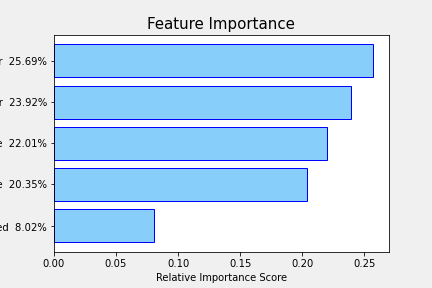 Feature Importance
r 25.69%
r 23.92%
e 22.01%
e 20.35%
ed 8.02%
0.00 0.05 0.10 0.15 0.20 0.25
Relative Importance Score